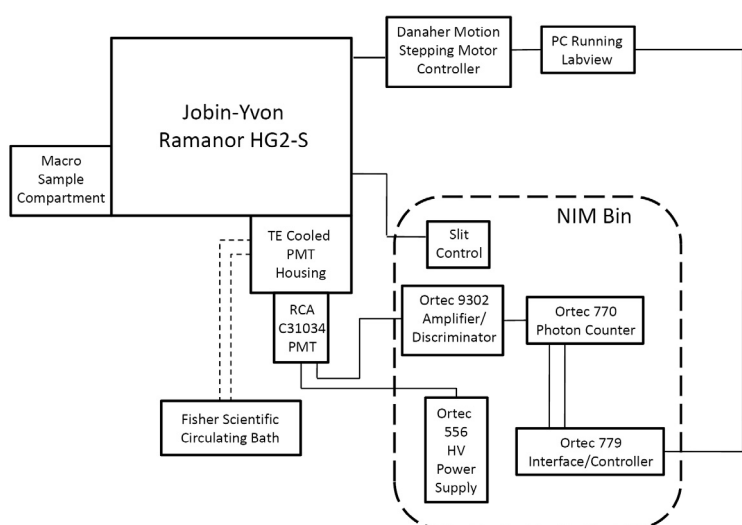 Danaher Motion
Stepping Motor
Controller
PC Running
Labview
Jobin-Yvon
Ramanor HG2-S
Macro
Sample
Compartment
NIM Bin
TE Cooled
PMT
Housing
Slit
Control
RCA
C31034
PMT
Ortec 9302
Amplifier/
Discriminator
Ortec 770
Photon Counter
Fisher Scientific
Circulating Bath
Ortec
556
HV
Power
Supply
Ortec 779
Interface/Controller